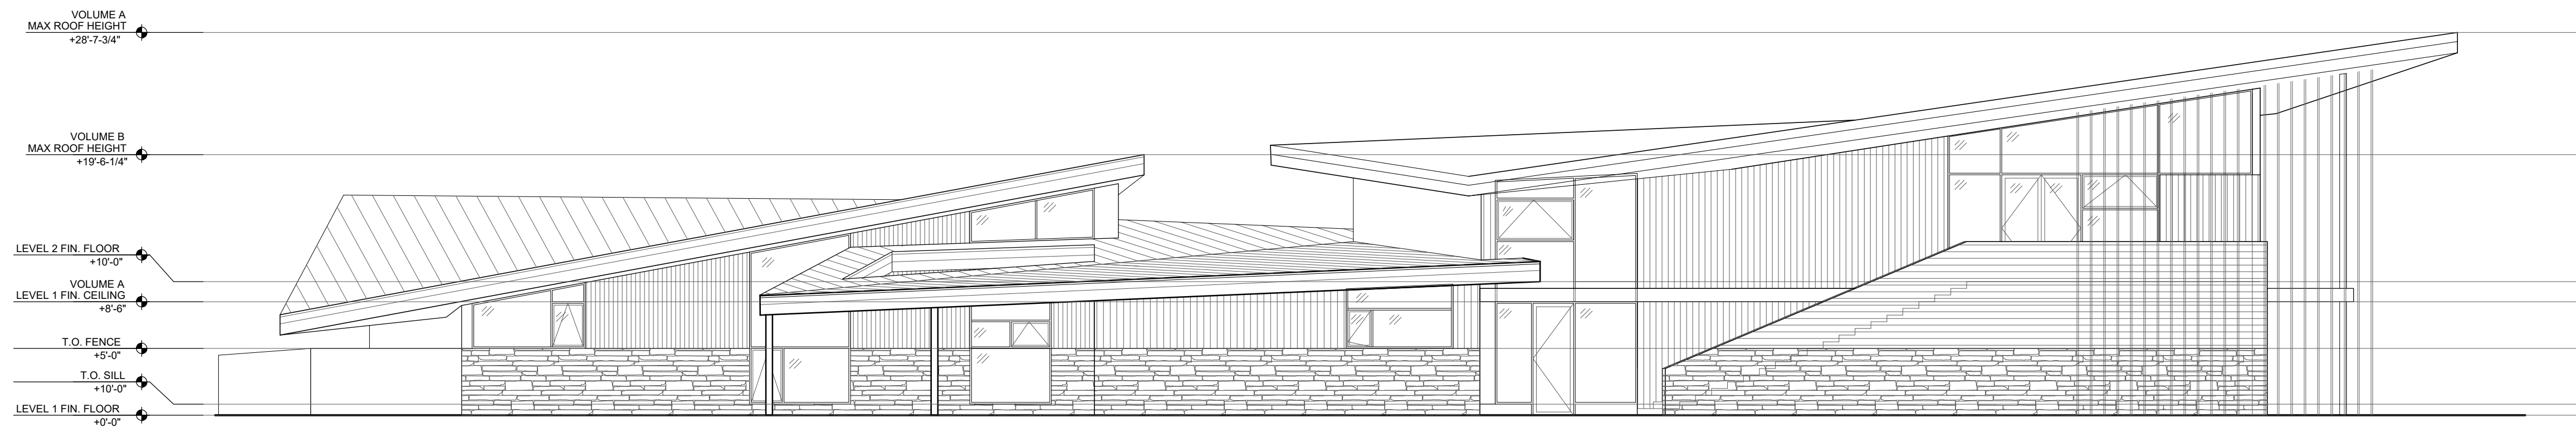 VOLUME A
MAX ROOF HEIGHT
+28'-7-3/4"
VOLUME B
MAX ROOF HEIGHT
+19'-6-1/4"
LEVEL 2 FIN. FLOOR
+10'-0"
VOLUME A
LEVEL 1 FIN. CEILING
+8'-6"
T.O. FENCE
+5'-0"
T.O. SILL
+10'-0"
LEVEL 1 FIN. FLOOR
+0'-0"